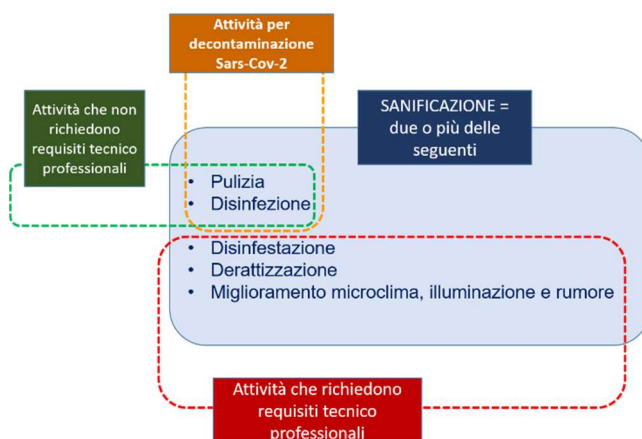 Attività per
decontaminazione
Sars-Cov-2
Attività che non
richiedono
requisiti tecnico
professionali
SANIFICAZIONE =
due o più delle
seguenti
• Pulizia
• Disinfezione
• Disinfestazione
• Derattizzazione
• Miglioramento microclima, illuminazione e rumore
Attività che richiedono
requisiti tecnico
professionali